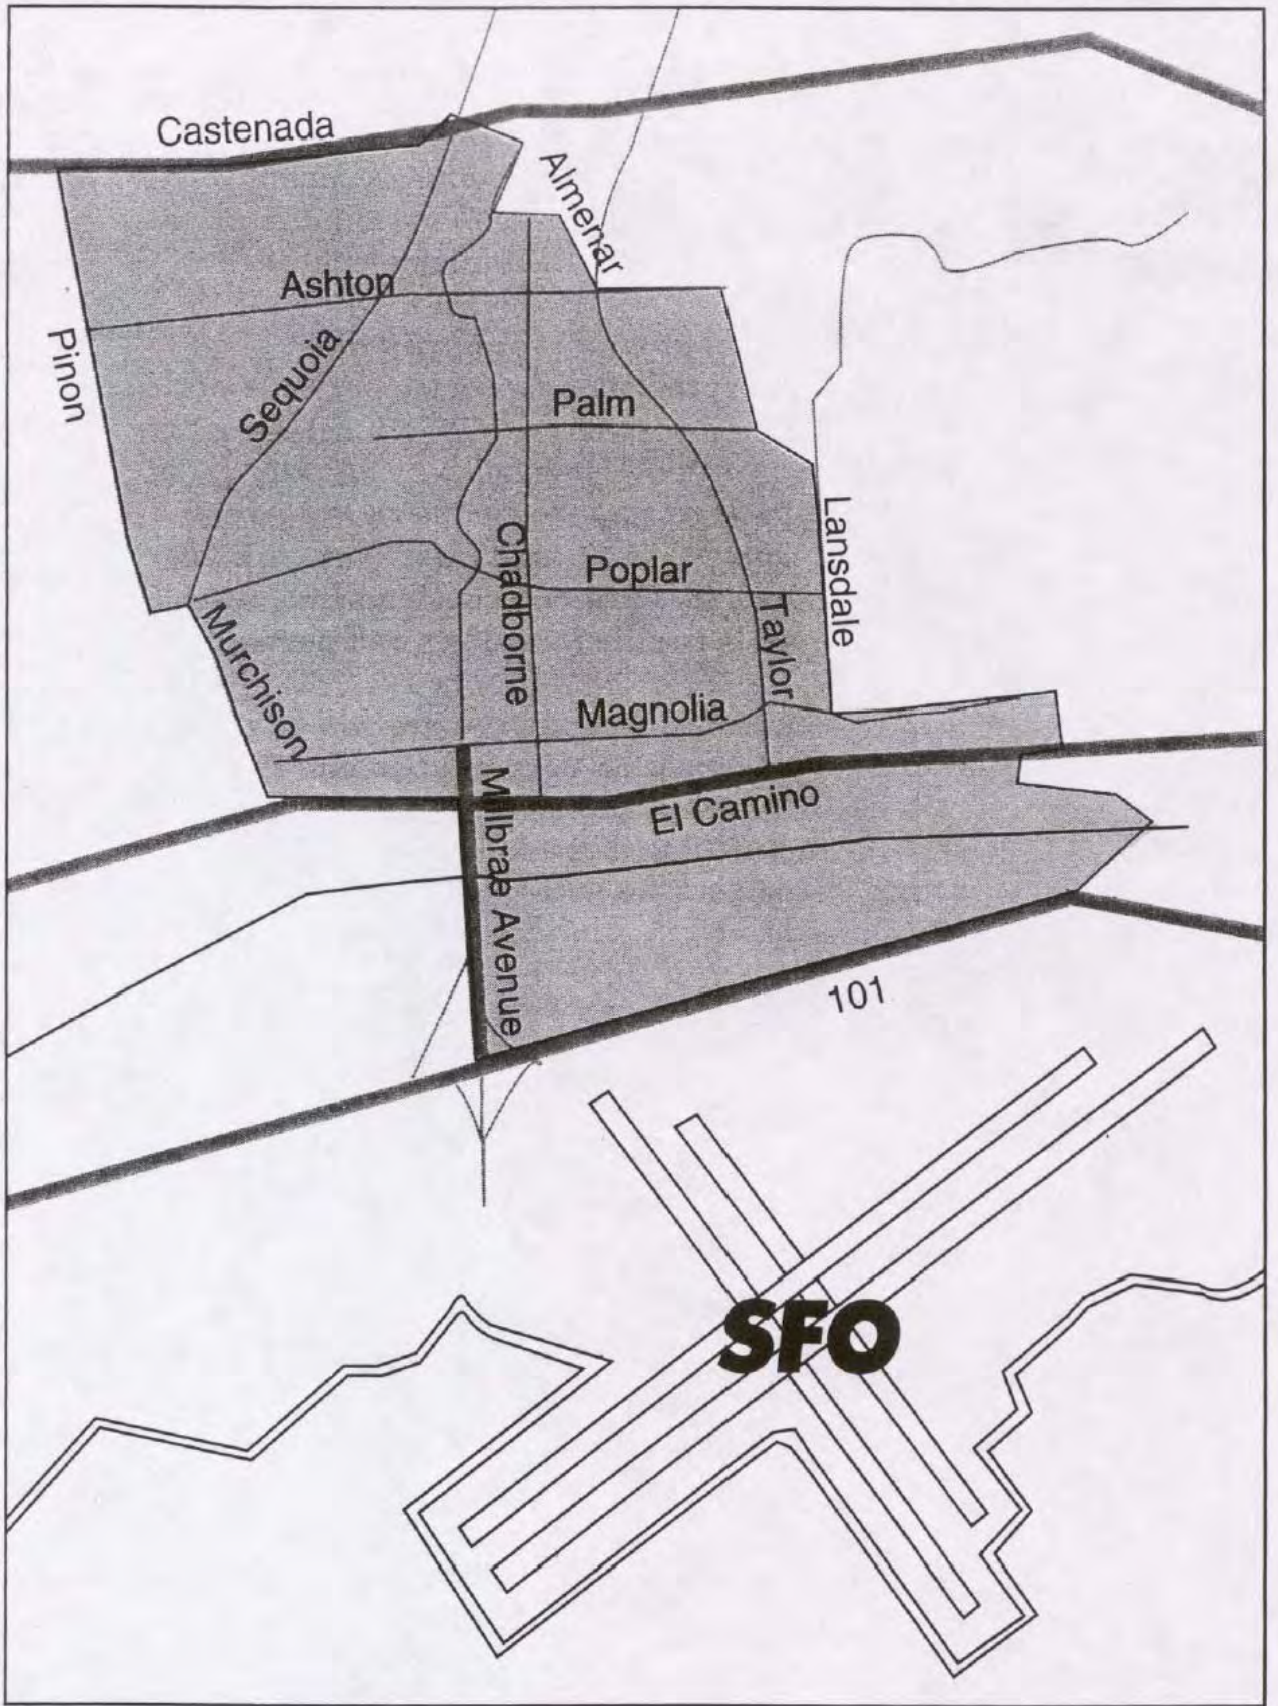 Castenada
Almenar
Ashton
Pinon
Sequoia
Palm
Lansdale
Chadborne
Poplar
Taylor
Murchison
Magnolia
Millbrae Avenue
El Camino
101
SFO